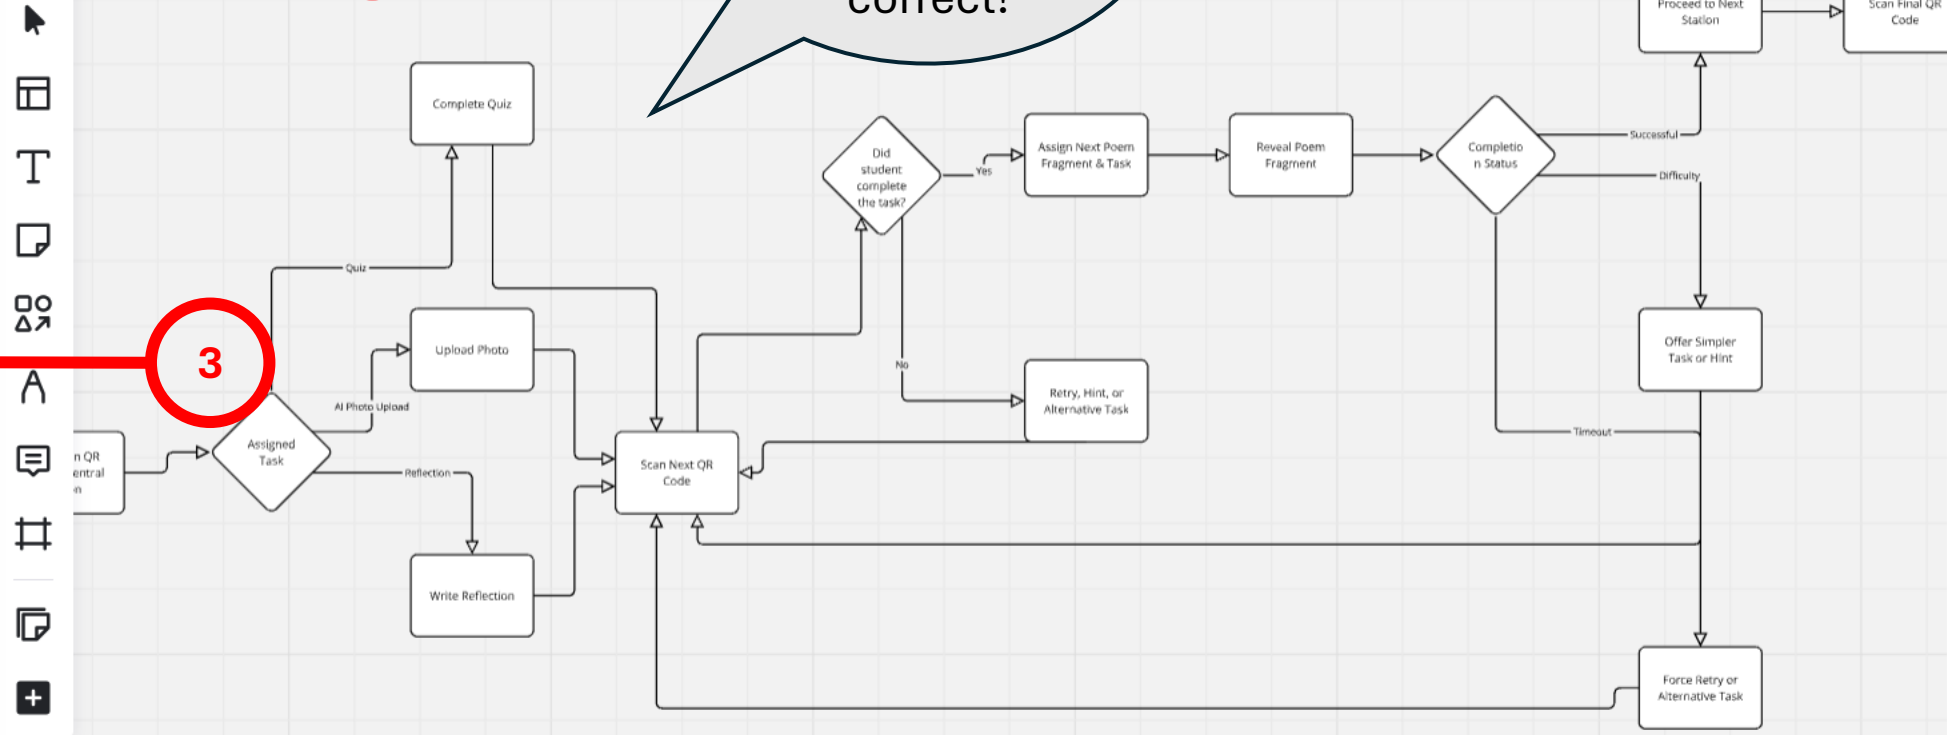 correct!
Proceed to Next
Station
Scan Final QR
Code
Complete Quiz
Did
student
complete
the task?
Yes
Assign Next Poem
Fragment & Task
Reveal Poem
Fragment
Completio
n Status
Successful
Difficulty
Quiz
3
Upload Photo
AI Photo Upload
No
Retry, Hint, or
Alternative Task
Offer Simpler
Task or Hint
n QR
entral
n
Assigned
Task
Reflection
Scan Next QR
Code
Timeout
Write Reflection
Force Retry or
Alternative Task